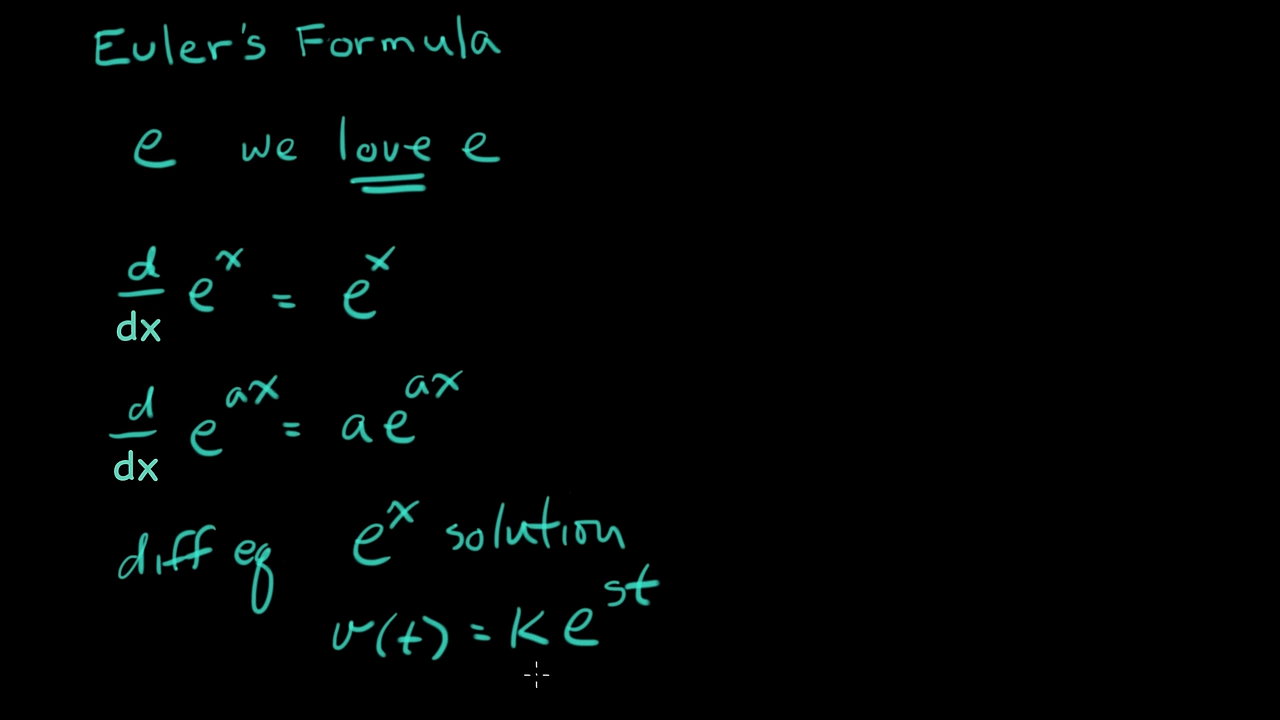 Euler's Formula
e we love e
d/dx e^x = e^x
d/dx e^ax = a e^ax
diff eq e^x solution
v(t) = K e^st